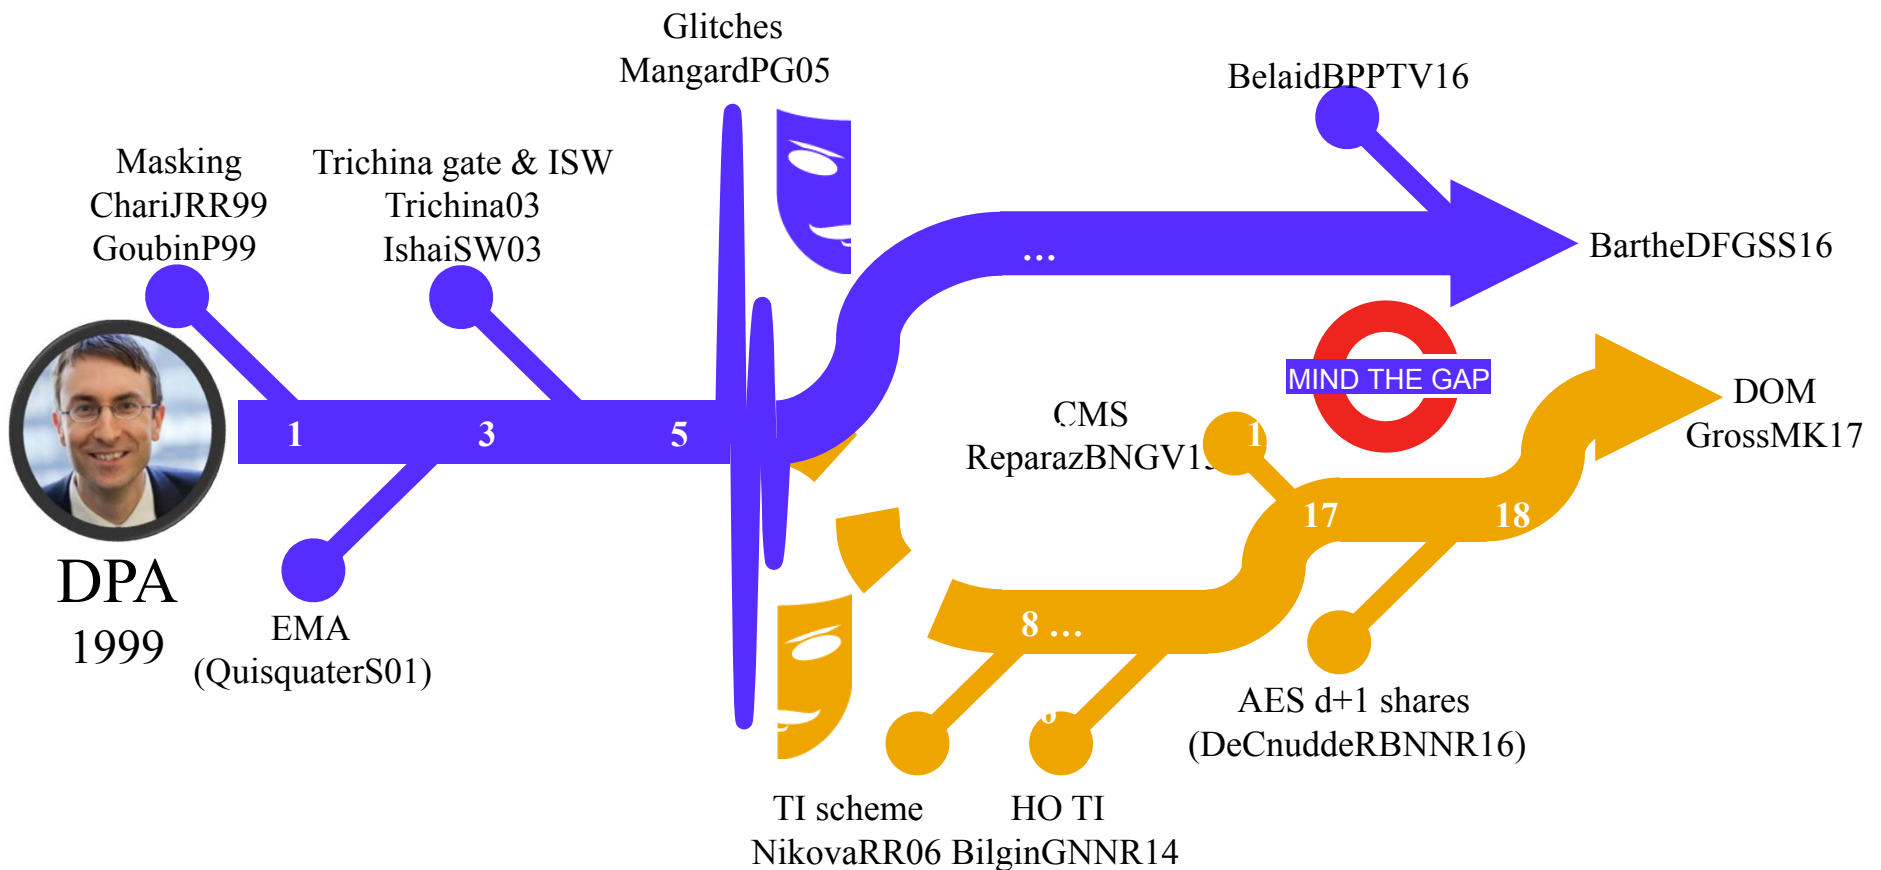 Glitches
MangardPG05
BelaidBPPTV16
Masking
ChariJRR99
GoubinP99
Trichina gate & ISW
Trichina03
IshaiSW03
...
BartheDFGSS16
MIND THE GAP
1
3
5
CMS
DOM
GrossMK17
17
18
DPA
1999
EMA
(QuisquaterS01)
8 ...
AES d+1 shares
(DeCnuddeRBNNR16)
TI scheme
NikovaRR06
HO TI
BilginGNNR14